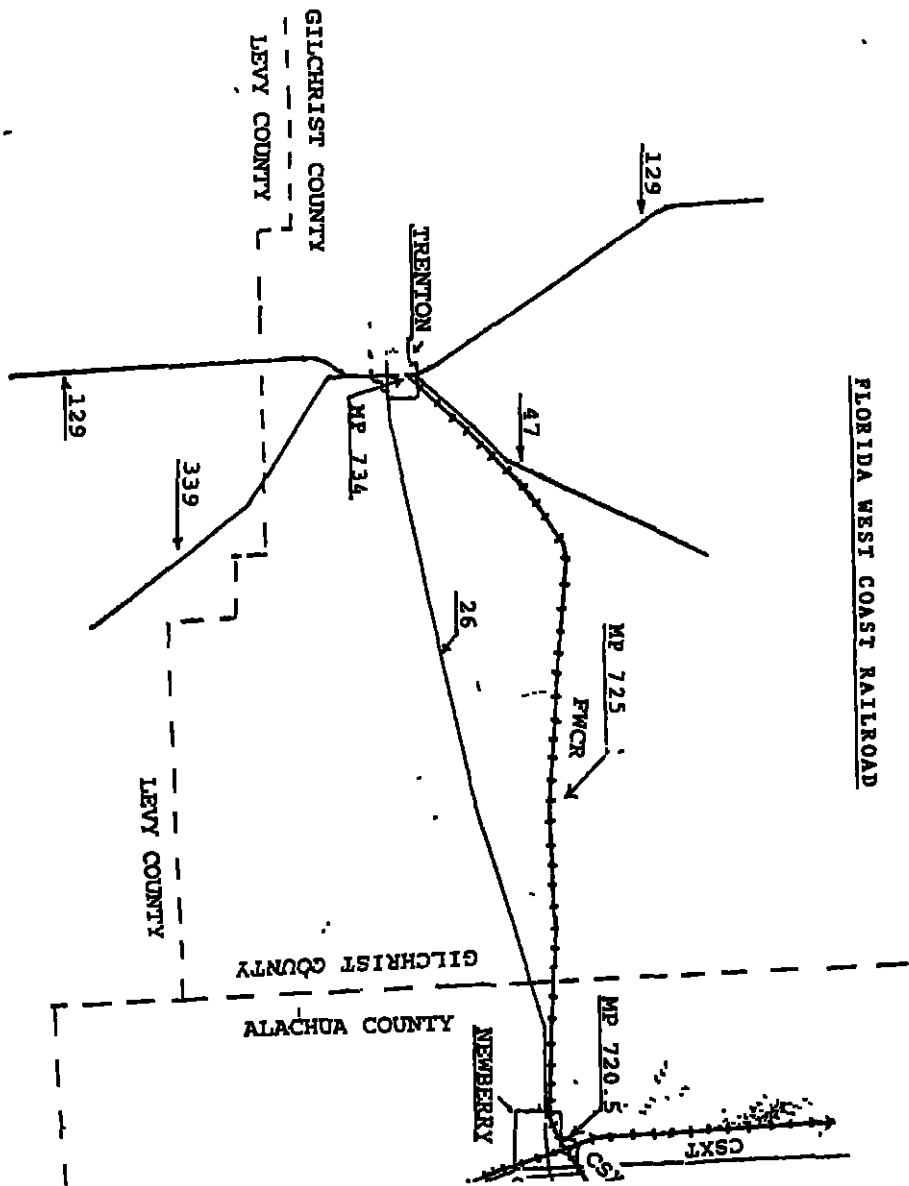 FLORIDA WEST COAST RAILROAD
129
47
TRENTON
MP 734
MP 725
FWCR
26
GILCHRIST COUNTY
LEVY COUNTY
129
339
LEVY COUNTY
GILCHRIST COUNTY
ALACHUA COUNTY
NEWBERRY
MP 720.5
CSXT